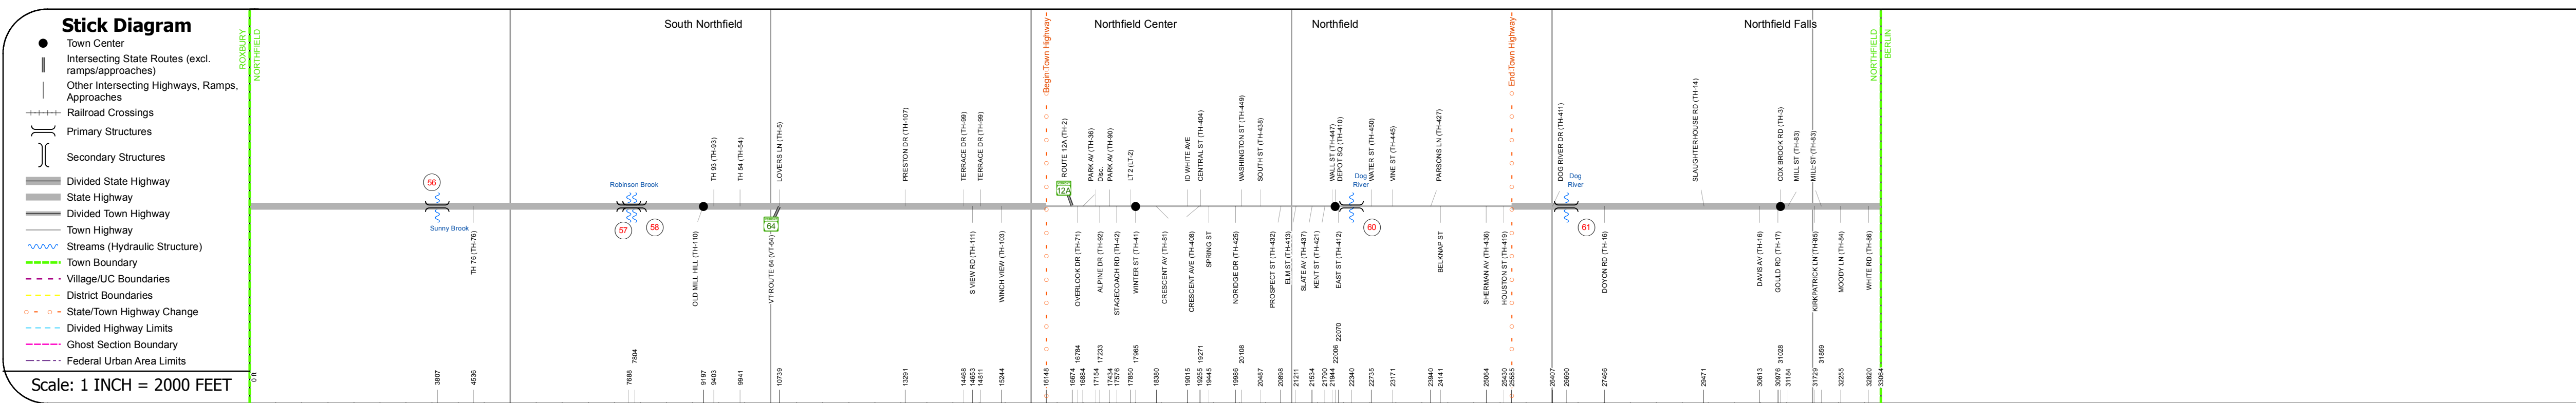 Stick Diagram
Town Center
Intersecting State Routes (excl.
ramps/approaches)
Other Intersecting Highways, Ramps,
Approaches
Railroad Crossings
Primary Structures
Secondary Structures
Divided State Highway
State Highway
Divided Town Highway
Town Highway
Streams (Hydraulic Structure)
Town Boundary
Village/UC Boundaries
District Boundaries
State/Town Highway Change
Divided Highway Limits
Ghost Section Boundary
Federal Urban Area Limits
Scale: 1 INCH = 2000 FEET
ROXBURY
NORTHFIELD
South Northfield
Northfield Center
Northfield
Northfield Falls
Begin Town Highway
End Town Highway
NORTHFIELD
BERLIN
TH 93 (TH-93)
TH 54 (TH-54)
LOVERS LN (TH-5)
PRESTON DR (TH-107)
TERRACE DR (TH-99)
TERRACE DR (TH-99)
ROUTE 12A (TH-2)
PARK AV (TH-36)
Disc.
PARK AV (TH-90)
LT 2 (LT-2)
ID WHITE AVE
CENTRAL ST (TH-404)
WASHINGTON ST (TH-449)
SOUTH ST (TH-438)
WALL ST (TH-447)
DEPOT SQ (TH-410)
WATER ST (TH-450)
VINE ST (TH-445)
PARSONS LN (TH-427)
DOG RIVER DR (TH-411)
SLAUGHTERHOUSE RD (TH-14)
COX BROOK RD (TH-3)
MILL ST (TH-83)
MILL ST (TH-83)
56
Sunny Brook
Robinson Brook
57
58
64
12A
Dog
River
60
Dog
River
61
TH 76 (TH-76)
OLD MILL HILL (TH-110)
VT ROUTE 64 (VT-64)
S VIEW RD (TH-111)
WINCH VIEW (TH-103)
OVERLOOK DR (TH-71)
ALPINE DR (TH-92)
STAGECOACH RD (TH-42)
WINTER ST (TH-41)
CRESCENT AV (TH-81)
CRESCENT AVE (TH-408)
SPRING ST
NORIDGE DR (TH-425)
PROSPECT ST (TH-432)
ELM ST (TH-413)
SLATE AV (TH-437)
KENT ST (TH-421)
EAST ST (TH-412)
BELKNAP ST
SHERMAN AV (TH-436)
HOUSTON ST (TH-419)
DOYON RD (TH-16)
DAVIS AV (TH-16)
GOULD RD (TH-17)
KIRKPATRICK LN (TH-85)
MOODY LN (TH-84)
WHITE RD (TH-86)
0 ft
3807
4536
7688
7804
9197
9403
9941
10739
13291
14468
14653
14811
15244
16148
16674
16784
16884
17154
17233
17434
17576
17850
17965
18380
19015
19255
19271
19445
19986
20108
20487
20898
21211
21534
21790
21944
22006
22070
22340
22735
23171
23940
24141
25064
25430
25585
26407
26690
27466
29471
30613
30976
31028
31184
31729
31859
32255
32820
33064